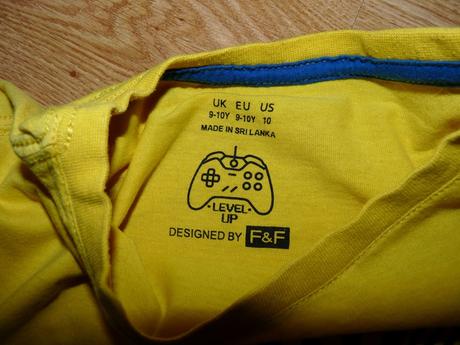 UK EU US
9-10Y 9-10Y 10
MADE IN SRI LANKA
LEVEL
UP
DESIGNED BY F&F